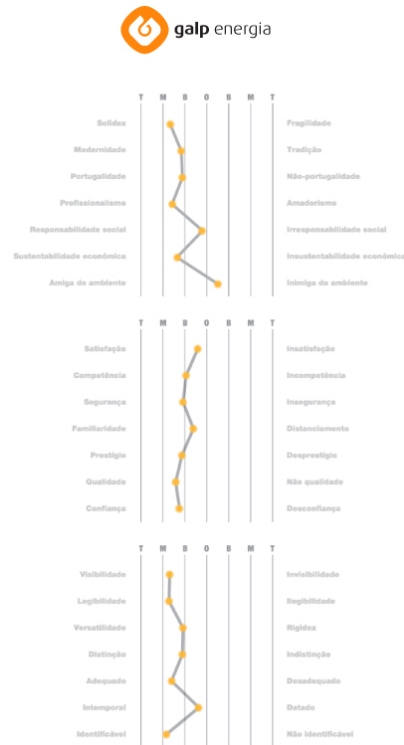 galp energia
T M B O B M T
Solidez Fragilidade
Modernidade Tradição
Portugalidade Não-portugalidade
Profissionalismo Amadorismo
Responsabilidade social Irresponsabilidade social
Sustentabilidade económica Insustentabilidade económica
Amiga do ambiente Inimiga do ambiente
T M B O B M T
Satisfação Insatisfação
Competência Incompetência
Segurança Insegurança
Familiaridade Distanciamento
Prestígio Desprestígio
Qualidade Não qualidade
Confiança Desconfiança
T M B O B M T
Visibilidade Invisibilidade
Legibilidade Ilegibilidade
Versatilidade Rigidez
Distinção Indistinção
Adequado Desadequado
Intemporal Datado
Identificável Não identificável